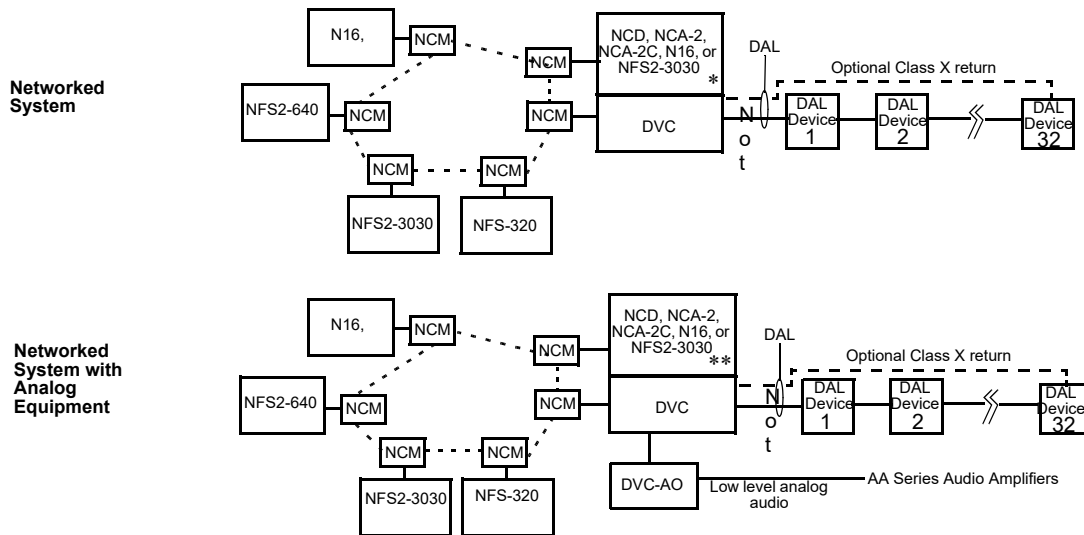 Networked
System
N16,
NCM
NCM
NCD, NCA-2,
NCA-2C, N16, or
NFS2-3030 *
DAL
Optional Class X return
NFS2-640
NCM
NCM
DVC
Not
DAL
Device
1
DAL
Device
2
DAL
Device
32
NCM
NCM
NFS2-3030
NFS-320
Networked
System with
Analog
Equipment
N16,
NCM
NCM
NCD, NCA-2,
NCA-2C, N16, or
NFS2-3030 **
DAL
Optional Class X return
NFS2-640
NCM
NCM
DVC
Not
DAL
Device
1
DAL
Device
2
DAL
Device
32
NCM
NCM
NFS2-3030
NFS-320
DVC-AO
Low level analog
audio
AA Series Audio Amplifiers